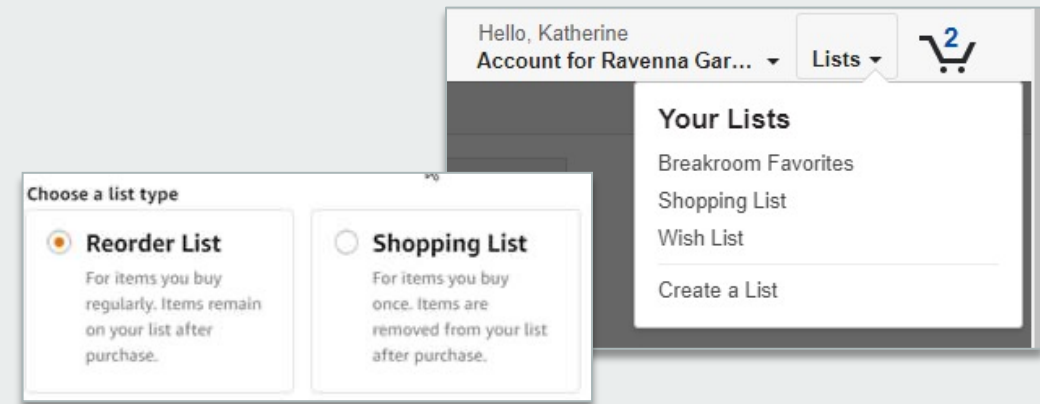 Hello, Katherine
Account for Ravenna Gar...
Lists
2
Your Lists
Breakroom Favorites
Shopping List
Wish List
Create a List
Choose a list type
Reorder List
For items you buy
regularly. Items remain
on your list after
purchase.
Shopping List
For items you buy
once. Items are
removed from your list
after purchase.